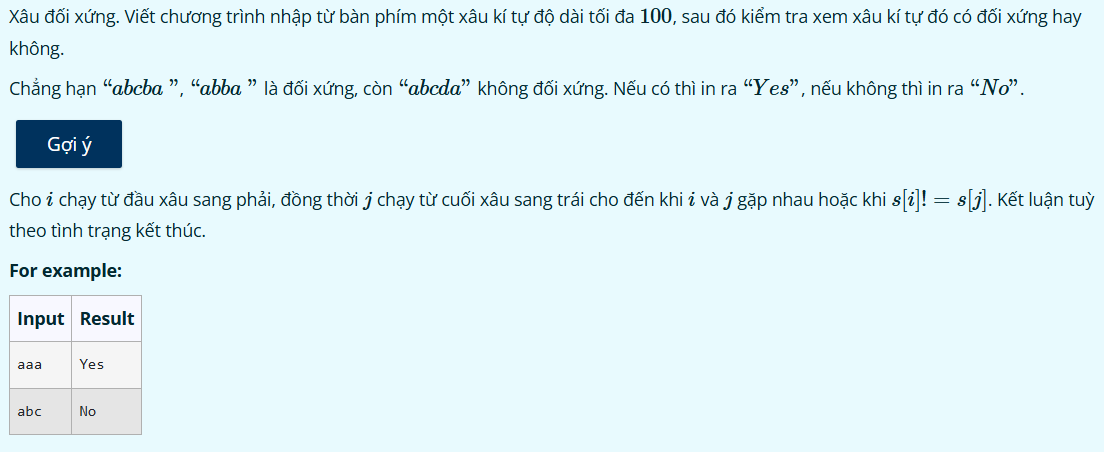 Xâu đối xứng. Viết chương trình nhập từ bàn phím một xâu kí tự độ dài tối đa 100, sau đó kiểm tra xem xâu kí tự đó có đối xứng hay
không.
Chẳng hạn “abcba ”, “abba ” là đối xứng, còn “abcda” không đối xứng. Nếu có thì in ra “Yes”, nếu không thì in ra “No”.
Gợi ý
Cho i chạy từ đầu xâu sang phải, đồng thời j chạy từ cuối xâu sang trái cho đến khi i và j gặp nhau hoặc khi s[i]! = s[j]. Kết luận tuỳ
theo tình trạng kết thúc.
For example:
Input Result
aaa Yes
abc No